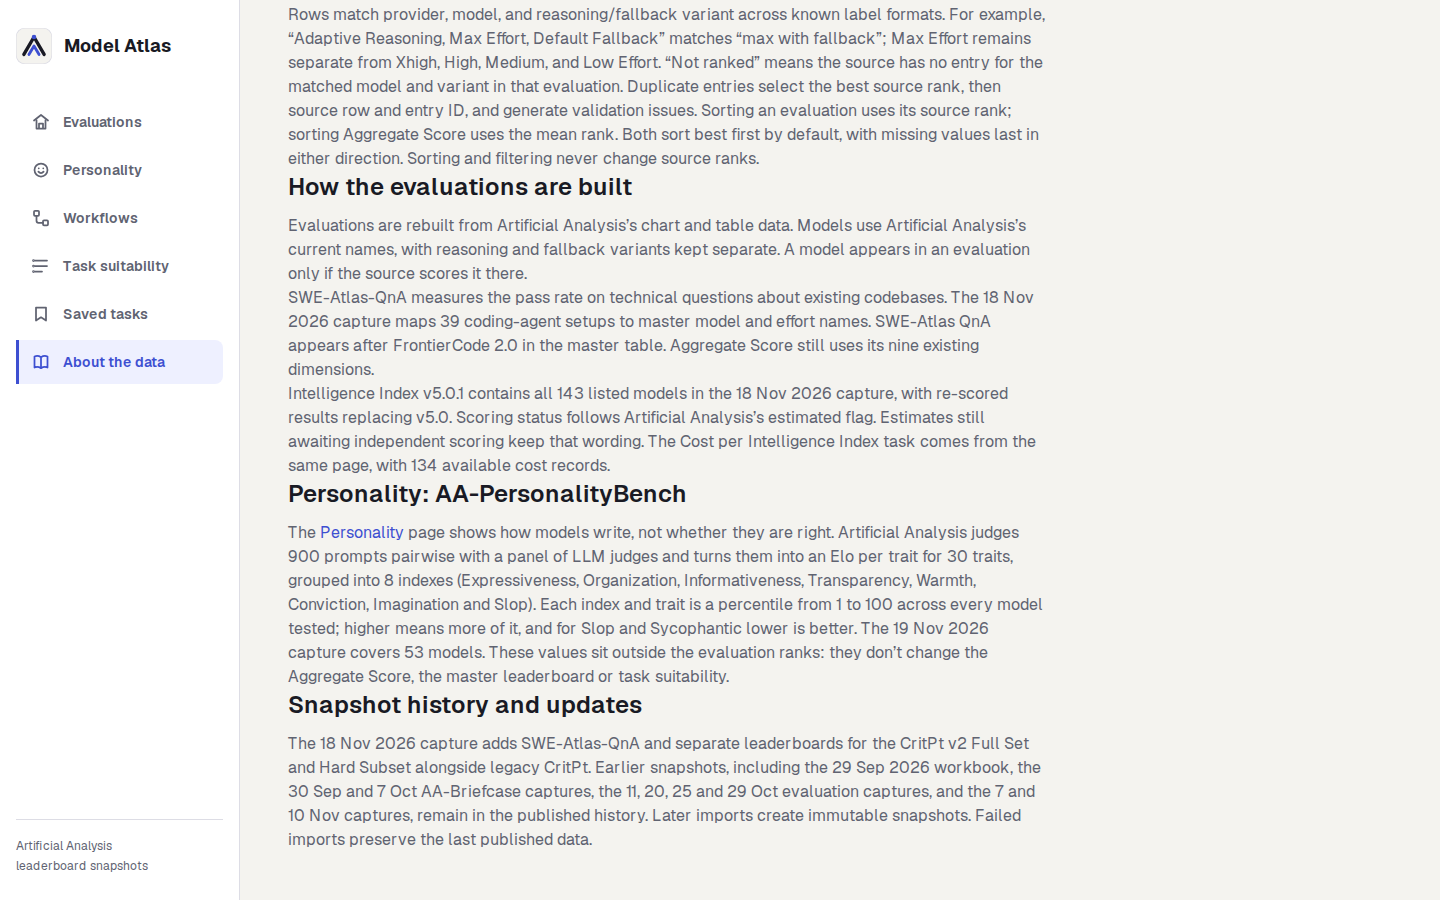 Model Atlas
Evaluations
Personality
Workflows
Task suitability
Saved tasks
About the data
Artificial Analysis
leaderboard snapshots
Rows match provider, model, and reasoning/fallback variant across known label formats. For example,
“Adaptive Reasoning, Max Effort, Default Fallback” matches “max with fallback”; Max Effort remains
separate from Xhigh, High, Medium, and Low Effort. “Not ranked” means the source has no entry for the
matched model and variant in that evaluation. Duplicate entries select the best source rank, then
source row and entry ID, and generate validation issues. Sorting an evaluation uses its source rank;
sorting Aggregate Score uses the mean rank. Both sort best first by default, with missing values last in
either direction. Sorting and filtering never change source ranks.
How the evaluations are built
Evaluations are rebuilt from Artificial Analysis’s chart and table data. Models use Artificial Analysis’s
current names, with reasoning and fallback variants kept separate. A model appears in an evaluation
only if the source scores it there.
SWE-Atlas-QnA measures the pass rate on technical questions about existing codebases. The 18 Nov
2026 capture maps 39 coding-agent setups to master model and effort names. SWE-Atlas QnA
appears after FrontierCode 2.0 in the master table. Aggregate Score still uses its nine existing
dimensions.
Intelligence Index v5.0.1 contains all 143 listed models in the 18 Nov 2026 capture, with re-scored
results replacing v5.0. Scoring status follows Artificial Analysis’s estimated flag. Estimates still
awaiting independent scoring keep that wording. The Cost per Intelligence Index task comes from the
same page, with 134 available cost records.
Personality: AA-PersonalityBench
The Personality page shows how models write, not whether they are right. Artificial Analysis judges
900 prompts pairwise with a panel of LLM judges and turns them into an Elo per trait for 30 traits,
grouped into 8 indexes (Expressiveness, Organization, Informativeness, Transparency, Warmth,
Conviction, Imagination and Slop). Each index and trait is a percentile from 1 to 100 across every model
tested; higher means more of it, and for Slop and Sycophantic lower is better. The 19 Nov 2026
capture covers 53 models. These values sit outside the evaluation ranks: they don’t change the
Aggregate Score, the master leaderboard or task suitability.
Snapshot history and updates
The 18 Nov 2026 capture adds SWE-Atlas-QnA and separate leaderboards for the CritPt v2 Full Set
and Hard Subset alongside legacy CritPt. Earlier snapshots, including the 29 Sep 2026 workbook, the
30 Sep and 7 Oct AA-Briefcase captures, the 11, 20, 25 and 29 Oct evaluation captures, and the 7 and
10 Nov captures, remain in the published history. Later imports create immutable snapshots. Failed
imports preserve the last published data.